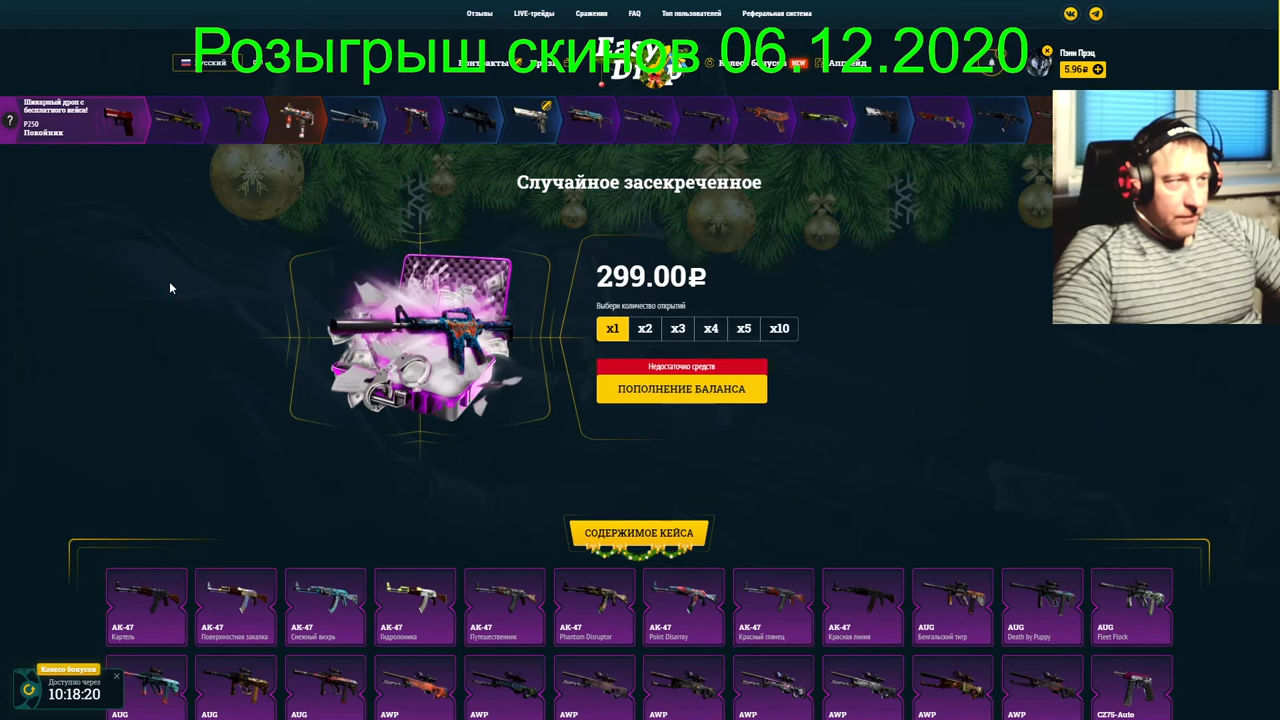 Отзывы LIVE-трейды Сражения FAQ Топ пользователей Реферальная система
Розыгрыш скинов 06.12.2020
Easy Drop
NEW
Пэни Прэц
5.96₽
Шикарный дроп с бесплатного кейса!
₽250
Покойник
?
Случайное засекреченное
299.00₽
Выбери количество открытий
x1 x2 x3 x4 x5 x10
Недостаточно средств
ПОПОЛНЕНИЕ БАЛАНСА
СОДЕРЖИМОЕ КЕЙСА
AK-47 AK-47 AK-47 AK-47 AK-47 AK-47 AK-47 AK-47 AK-47 AUG AUG AUG
Картель Поверхностная закалка Снежный вихрь Гидропоника Путешественник Phantom Disruptor Point Disarray Красный глянец Красная линия Бенгальский тигр Death by Puppy Fleet Flock
Колесо бонусов
Доступно через
10:18:20
AUG AUG AUG AWP AWP AWP AWP AWP AWP AWP AWP CZ75-Auto